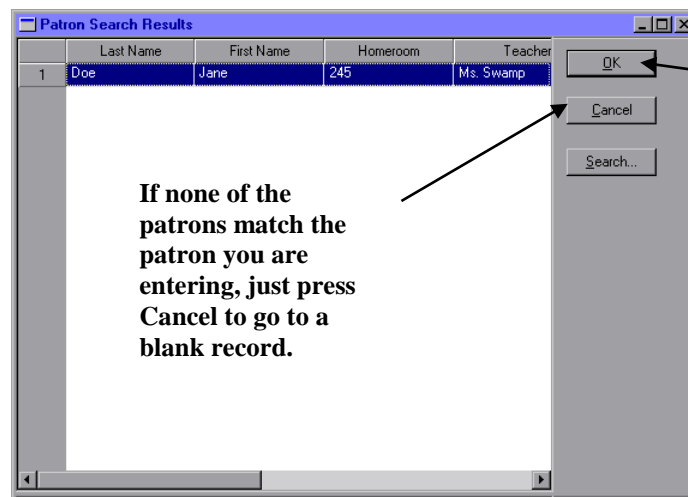 Patron Search Results
Last Name First Name Homeroom Teacher
1 Doe Jane 245 Ms. Swamp
OK
Cancel
Search...
If none of the
patrons match the
patron you are
entering, just press
Cancel to go to a
blank record.